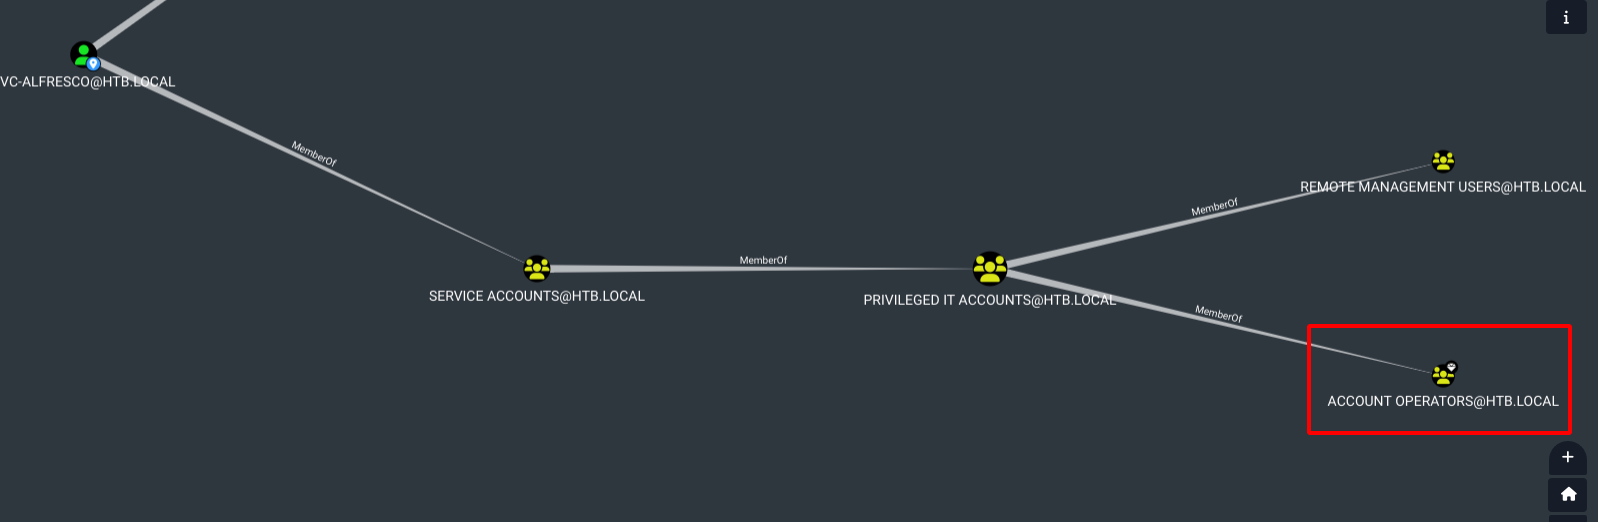 i
VC-ALFRESCO@HTB.LOCAL
MemberOf
REMOTE MANAGEMENT USERS@HTB.LOCAL
MemberOf
MemberOf
SERVICE ACCOUNTS@HTB.LOCAL
PRIVILEGED IT ACCOUNTS@HTB.LOCAL
MemberOf
ACCOUNT OPERATORS@HTB.LOCAL
+